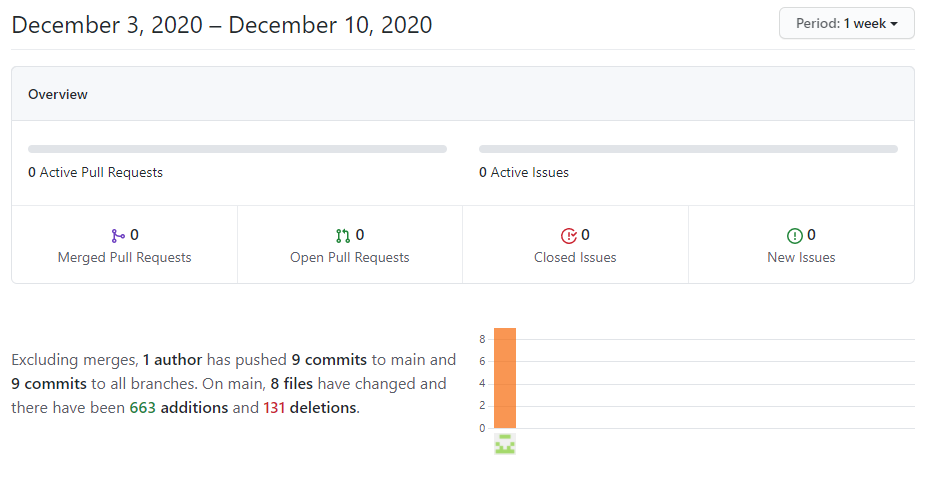 December 3, 2020 – December 10, 2020
Period: 1 week
Overview
0 Active Pull Requests
0 Active Issues
0
Merged Pull Requests
0
Open Pull Requests
0
Closed Issues
0
New Issues
Excluding merges, 1 author has pushed 9 commits to main and
9 commits to all branches. On main, 8 files have changed and
there have been 663 additions and 131 deletions.
8
6
4
2
0